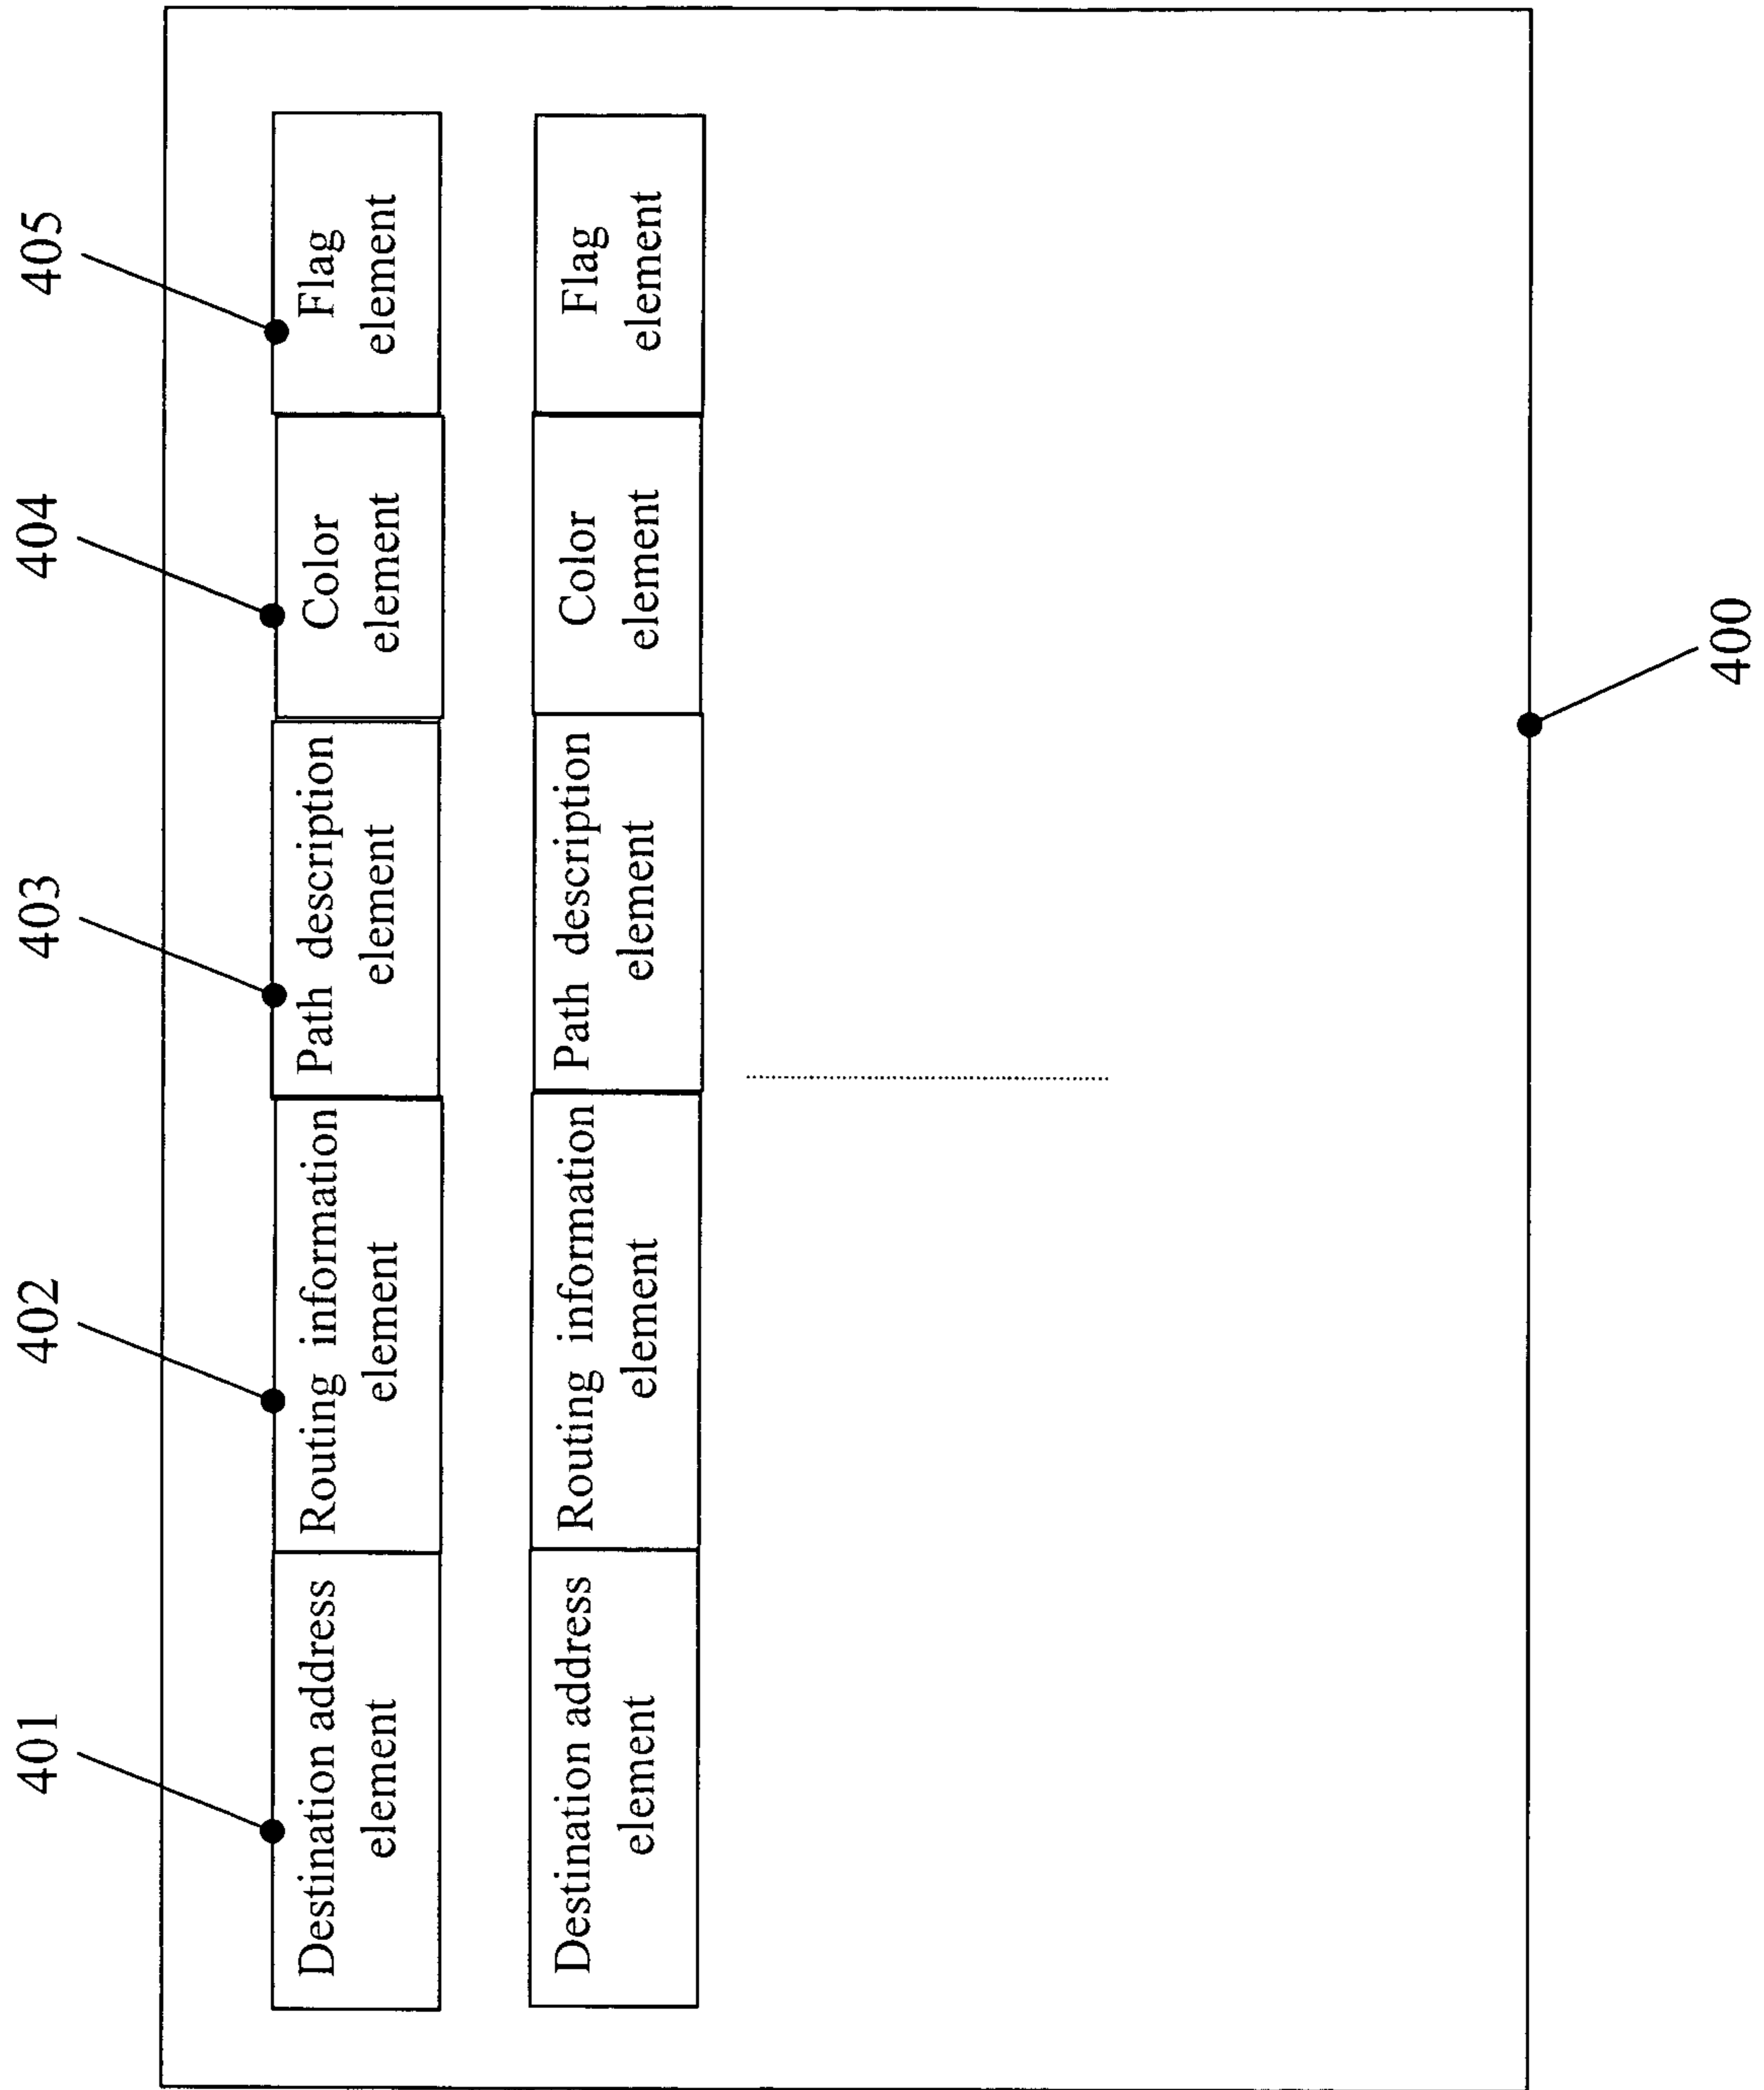 401
402
403
404
405
Destination address
element
Routing information
element
Path description
element
Color
element
Flag
element
Destination address
element
Routing information
element
Path description
element
Color
element
Flag
element
400